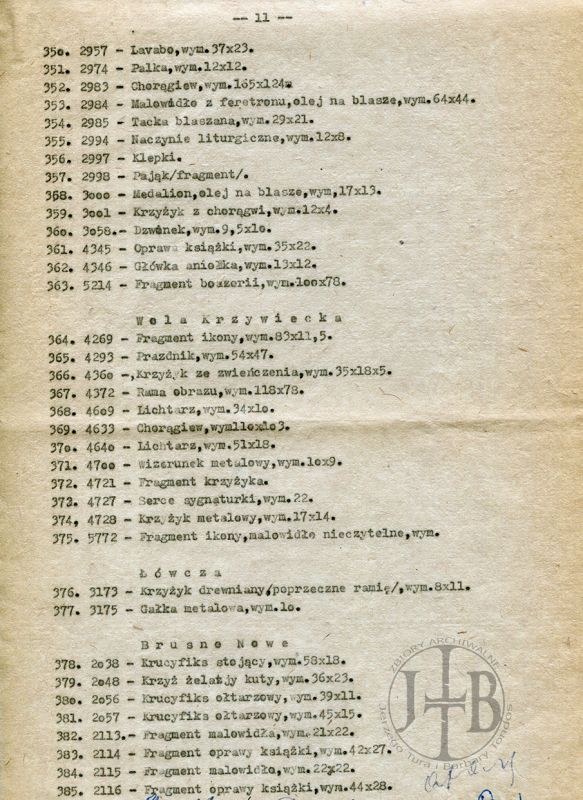 -- 11 --
350. 2957 - Lavabo,wym.37x23.
351. 2974 - Palka,wym.12x12.
352. 2983 - Chorągiew,wym.165x124m
353. 2984 - Malowidło z feretronu,olej na blasze,wym.64x44.
354. 2985 - Tacka blaszana,wym.29x21.
355. 2994 - Naczynie liturgiczne,wym.12x8.
356. 2997 - Klepki.
357. 2998 - Pająk/fragment/.
368. 3000 - Medalion,olej na blasze,wym,17x13.
359. 3001 - Krzyżyk z chorągwi,wym.12x4.
360. 3058.- Dzwonek,wym.9,5x10.
361. 4345 - Oprawa książki,wym.35x22.
362. 4346 - Główka aniołka,wym.13x12.
363. 5214 - Fragment boazerii,wym.100x78.
Wola Krzywiecka
364. 4269 - Fragment ikony,wym.83x11,5.
365. 4293 - Prazdnik,wym.54x47.
366. 4360 -,Krzyżyk ze zwieńczenia,wym.35x18x5.
367. 4372 - Rama obrazu,wym.118x78.
368. 4609 - Lichtarz,wym.34x10.
369. 4633 - Chorągiew,wym110x103.
370. 4640 - Lichtarz,wym.51x18.
371. 4700 - Wizerunek metalowy,wym.10x9.
372. 4721 - Fragment krzyżyka.
373. 4727 - Serce sygnaturki,wym.22.
374, 4728 - Krzyżyk metalowy,wym.17x14.
375. 5772 - Fragment ikony,malowidło nieczytelne,wym.
Łówcza
376. 3173 - Krzyżyk drewniany/poprzeczne ramię/,wym.8x11.
377. 3175 - Gałka metalowa,wym.10.
Brusno Nowe
378. 2038 - Krucyfiks stojący,wym.58x18.
379. 2048 - Krzyż żelazjy kuty,wym.36x23.
380. 2056 - Krucyfiks ołtarzowy,wym.39x11.
381. 2057 - Krucyfiks ołtarzowy,wym.45x15.
382. 2113.- Fragment malowidła,wym.21x22.
383. 2114 - Fragment oprawy książki,wym.42x27.
384. 2115 - Fragment malowidło,wym.22x22.
385. 2116 - Fragment oprawy książki,wym.44x28.
ZBIORY ARCHIWALNE
JTB
Jerzego Tura i Barbary Tondos